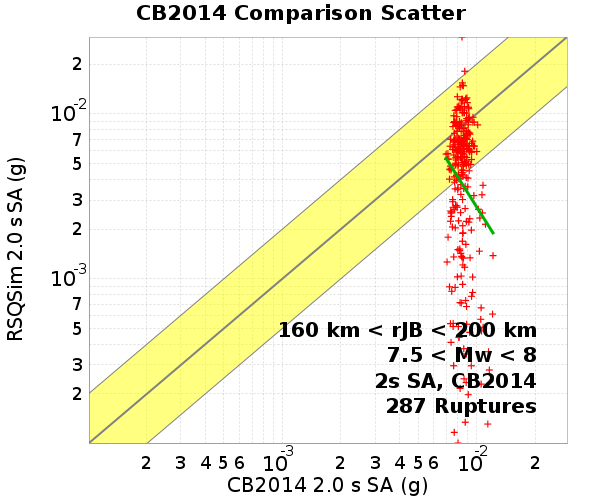 CB2014 Comparison Scatter
RSQSim 2.0 s SA (g)
2
10-2
7
5
3
2
10-3
7
5
3
2
160 km < rJB < 200 km
7.5 < Mw < 8
2s SA, CB2014
287 Ruptures
2 3 4 5 6 10-3 2 3 4 5 6 10-2 2
CB2014 2.0 s SA (g)